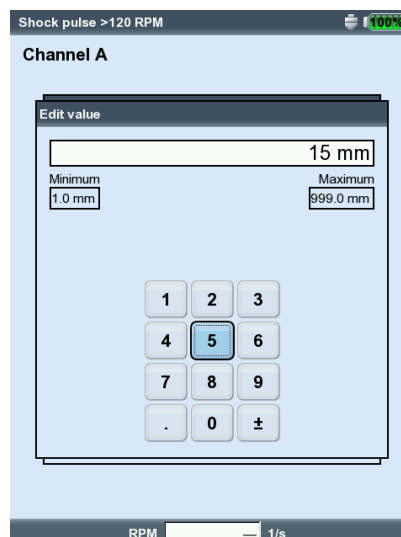 Shock pulse >120 RPM 100%
Channel A
Edit value
15 mm
Minimum Maximum
1.0 mm 999.0 mm
1 2 3
4 5 6
7 8 9
. 0 ±
RPM — 1/s